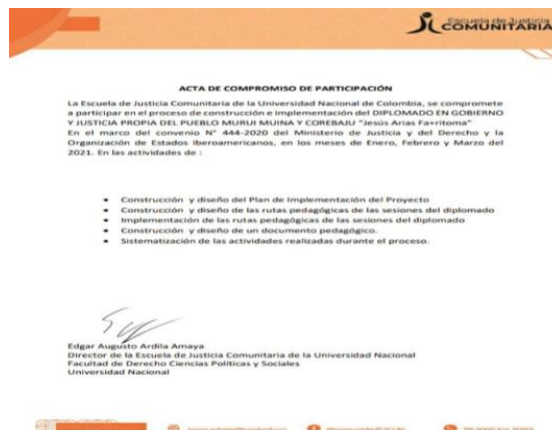 Escuela de Justicia
COMUNITARIA
ACTA DE COMPROMISO DE PARTICIPACIÓN
La Escuela de Justicia Comunitaria de la Universidad Nacional de Colombia, se compromete
a participar en el proceso de construcción e implementación del DIPLOMADO EN GOBIERNO
Y JUSTICIA PROPIA DEL PUEBLO MURUI MUINA Y COREBAJU "Jesús Arias Fa+ritoma"
En el marco del convenio N° 444-2020 del Ministerio de Justicia y del Derecho y la
Organización de Estados Iberoamericanos, en los meses de Enero, Febrero y Marzo del
2021. En las actividades de :
• Construcción y diseño del Plan de Implementación del Proyecto
• Construcción y diseño de las rutas pedagógicas de las sesiones del diplomado
• Implementación de las rutas pedagógicas de las sesiones del diplomado
• Construcción y diseño de un documento pedagógico.
• Sistematización de las actividades realizadas durante el proceso.
Edgar Augusto Ardila Amaya
Director de la Escuela de Justicia Comunitaria de la Universidad Nacional
Facultad de Derecho Ciencias Políticas y Sociales
Universidad Nacional